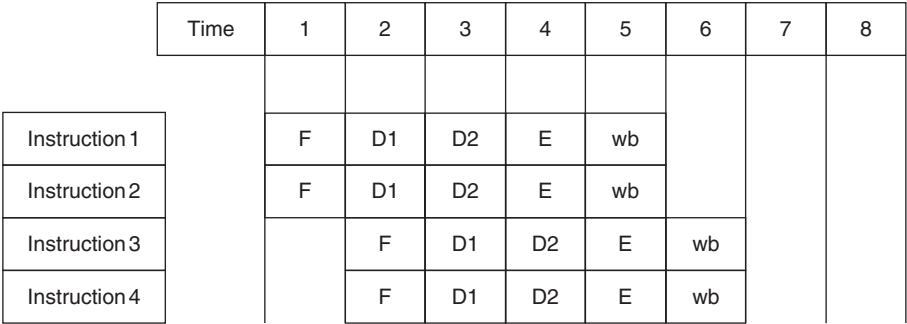 Time 1 2 3 4 5 6 7 8
Instruction 1 F D1 D2 E wb
Instruction 2 F D1 D2 E wb
Instruction 3 F D1 D2 E wb
Instruction 4 F D1 D2 E wb